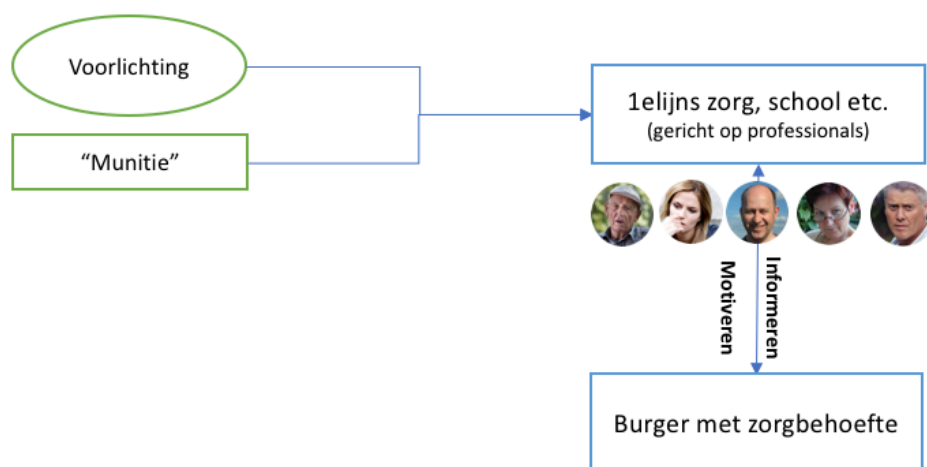 Voorlichting
“Munitie”
1elijns zorg, school etc.
(gericht op professionals)
Motiveren
Informeren
Burger met zorgbehoefte